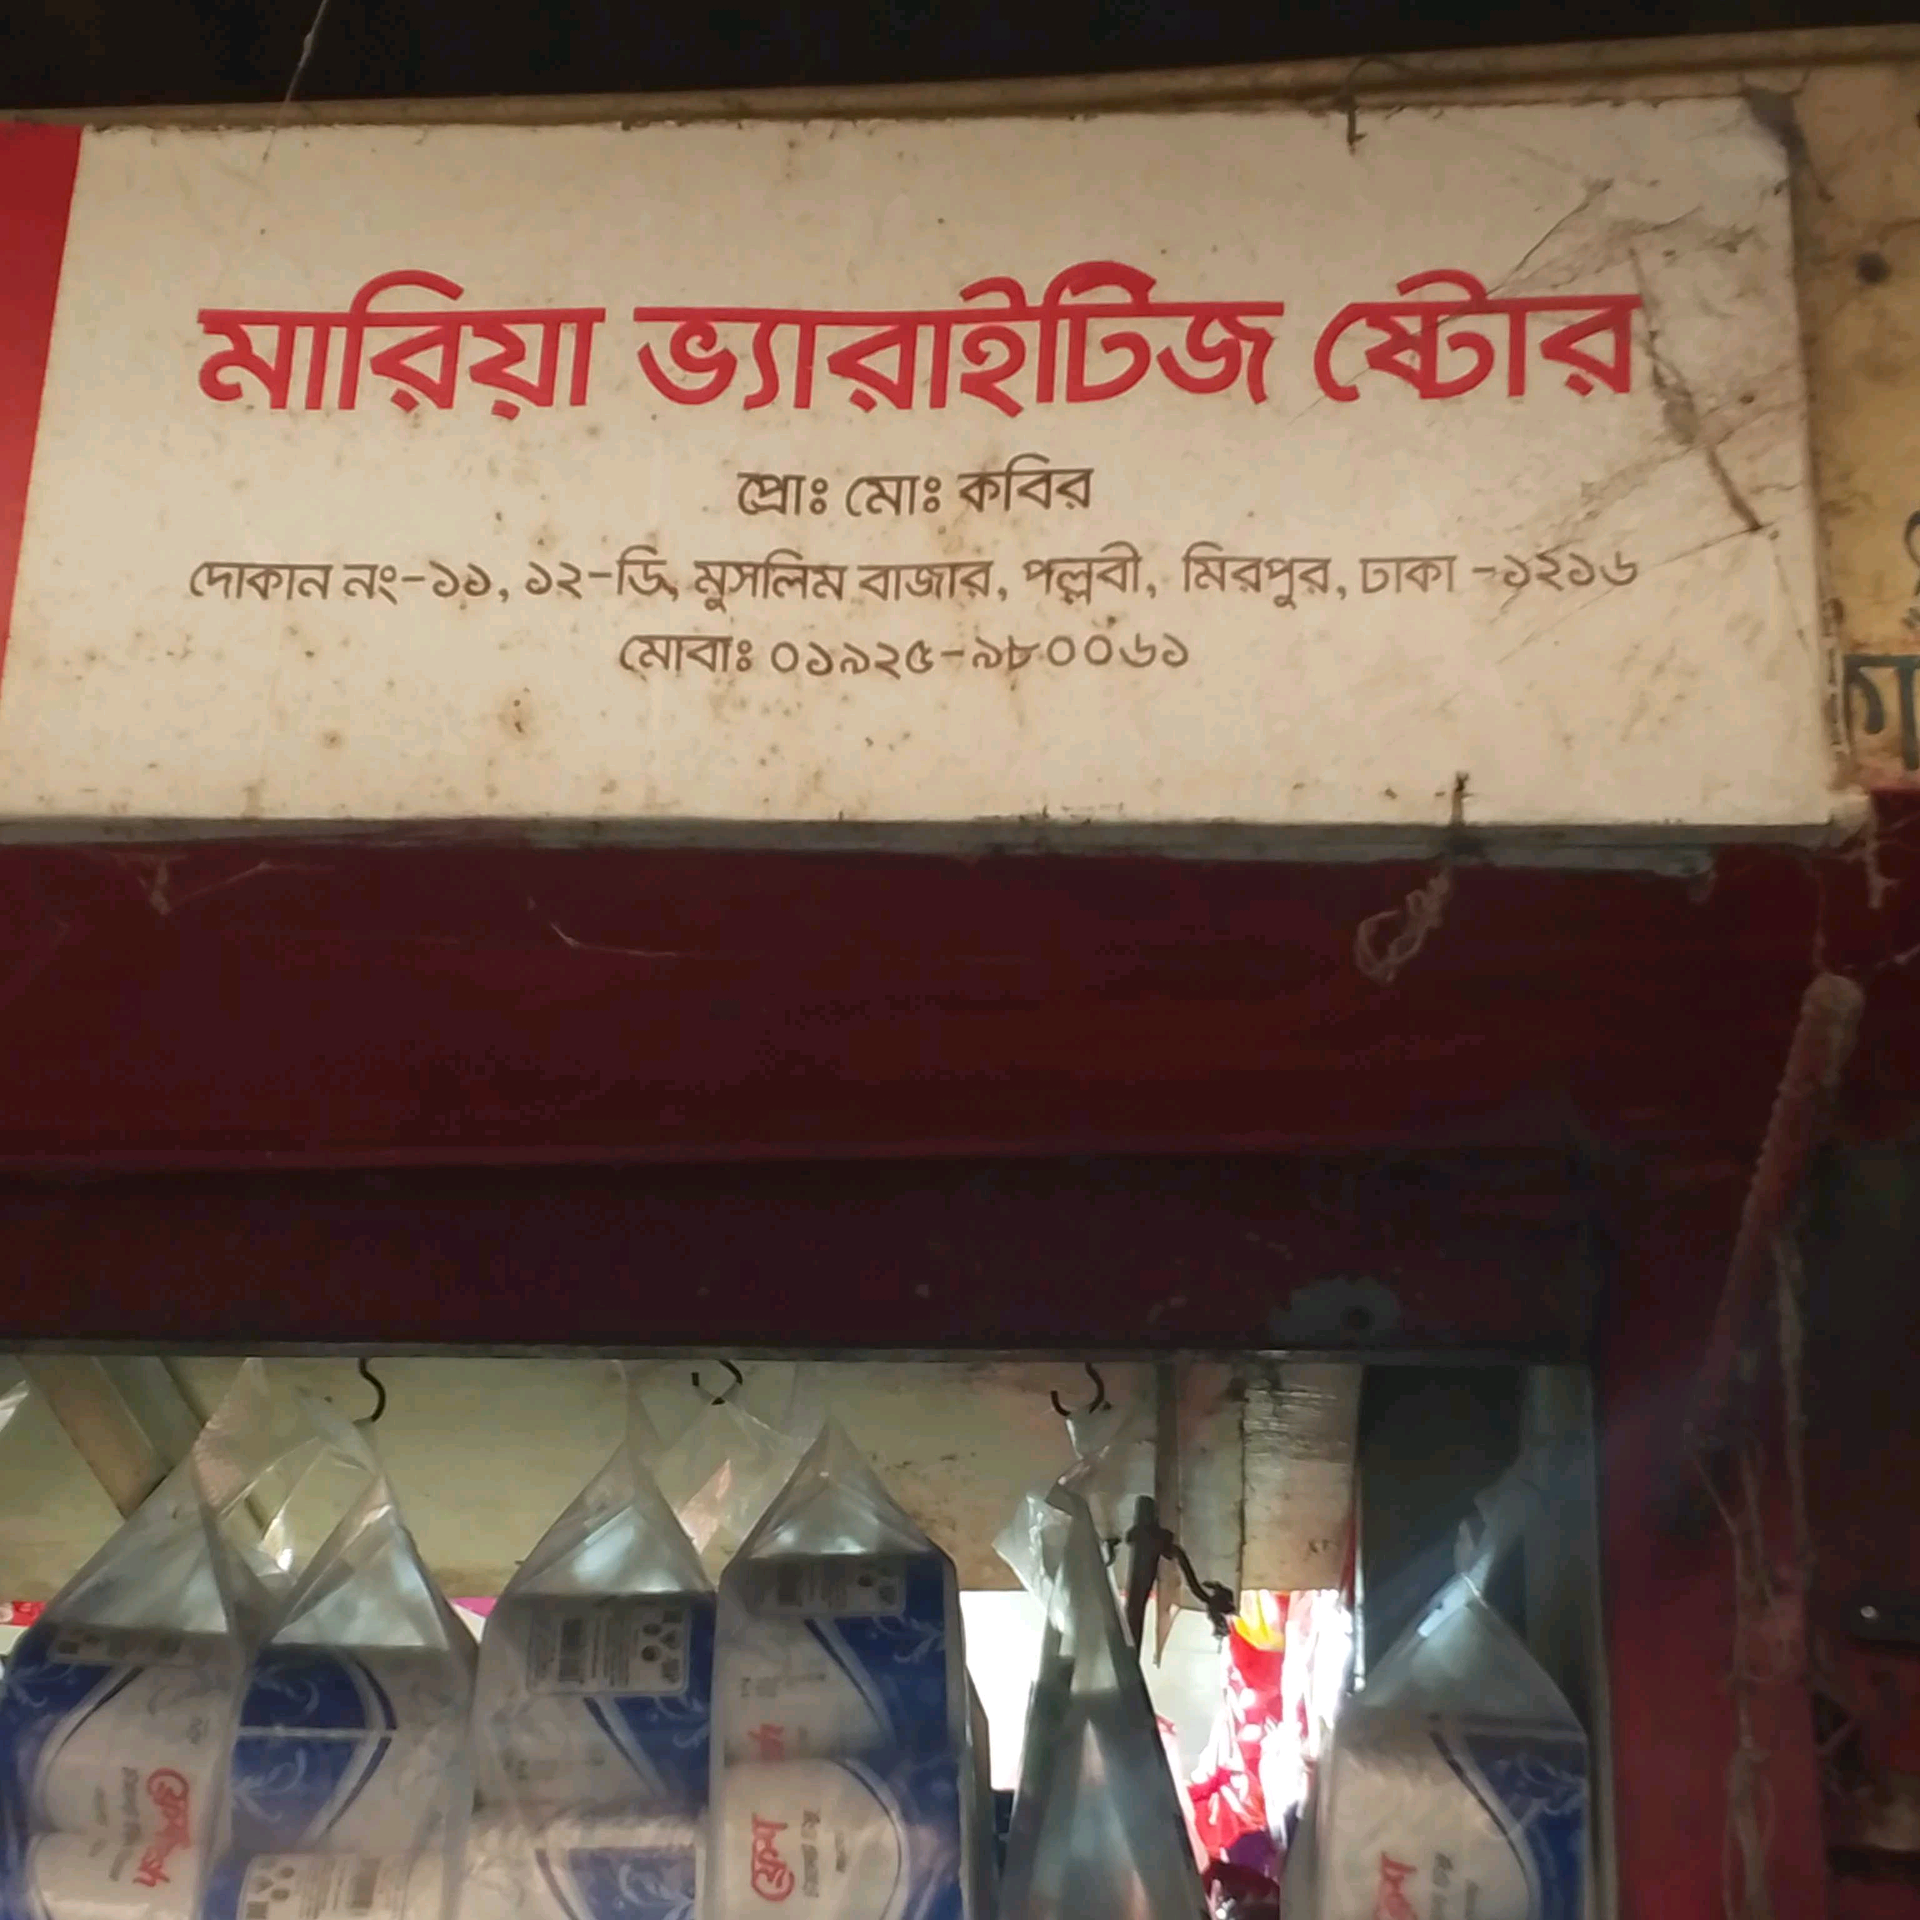 মারিয়া ভ্যারাইটিজ ষ্টোর
প্রোঃ মোঃ কবির
দোকান নং-১১, ১২-ডি, মুসলিম বাজার, পল্লবী, মিরপুর, ঢাকা -১২১৬
মোবাঃ ০১৯২৫-৯৮০০৬১
ফ্রেশ